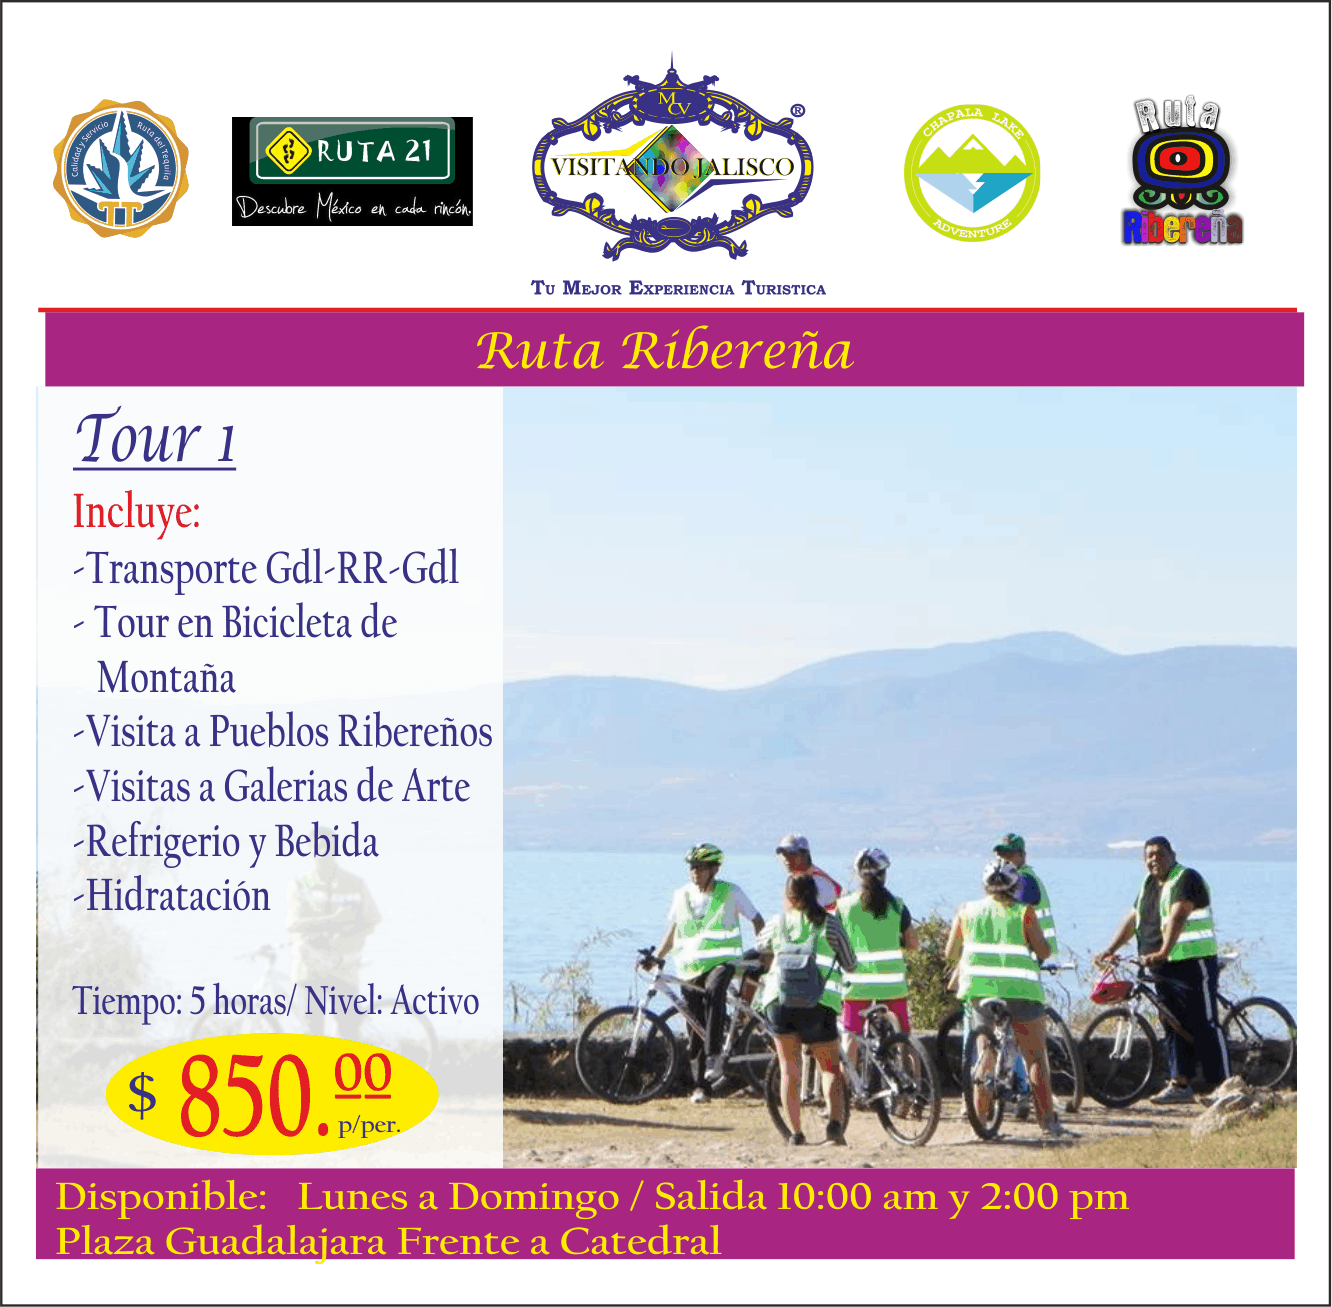 Calidad y Servicio
Ruta del Tequila
TT
RUTA 21
Descubre México en cada rincón.
MCV
®
VISITANDO JALISCO
TU MEJOR EXPERIENCIA TURISTICA
CHAPALA LAKE
ADVENTURE
Ruta
Ribereña
Ruta Ribereña
Tour 1
Incluye:
-Transporte Gdl-RR-Gdl
- Tour en Bicicleta de
Montaña
-Visita a Pueblos Ribereños
-Visitas a Galerias de Arte
-Refrigerio y Bebida
-Hidratación
Tiempo: 5 horas/ Nivel: Activo
$ 850.00
p/per.
Disponible: Lunes a Domingo / Salida 10:00 am y 2:00 pm
Plaza Guadalajara Frente a Catedral